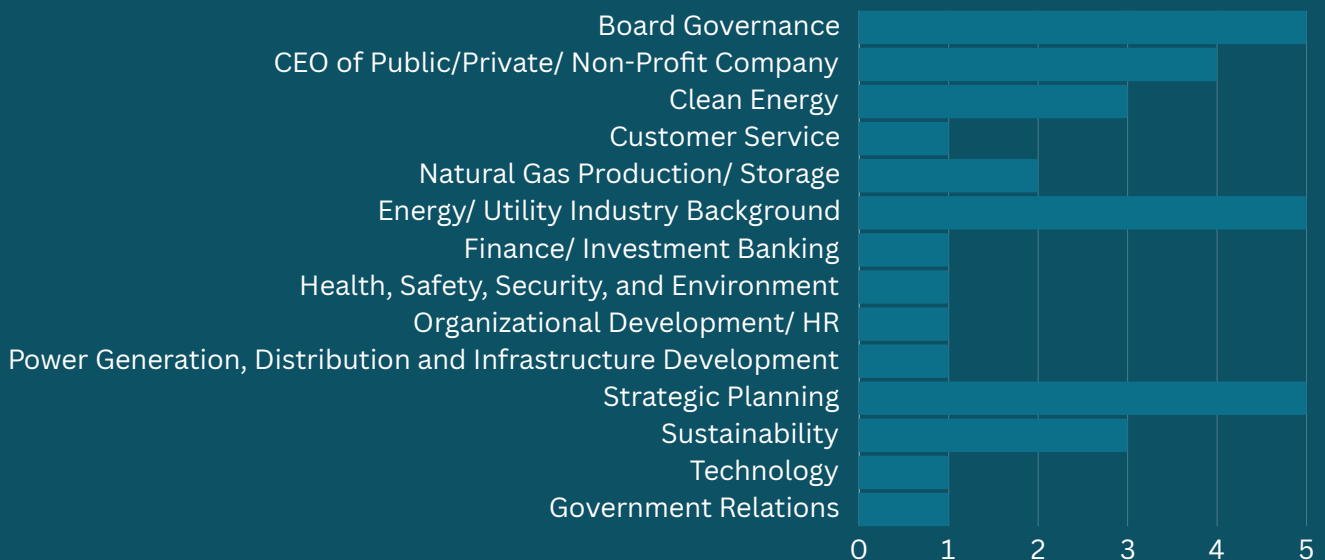 Board Governance
CEO of Public/Private/ Non-Profit Company
Clean Energy
Customer Service
Natural Gas Production/ Storage
Energy/ Utility Industry Background
Finance/ Investment Banking
Health, Safety, Security, and Environment
Organizational Development/ HR
Power Generation, Distribution and Infrastructure Development
Strategic Planning
Sustainability
Technology
Government Relations
0 1 2 3 4 5